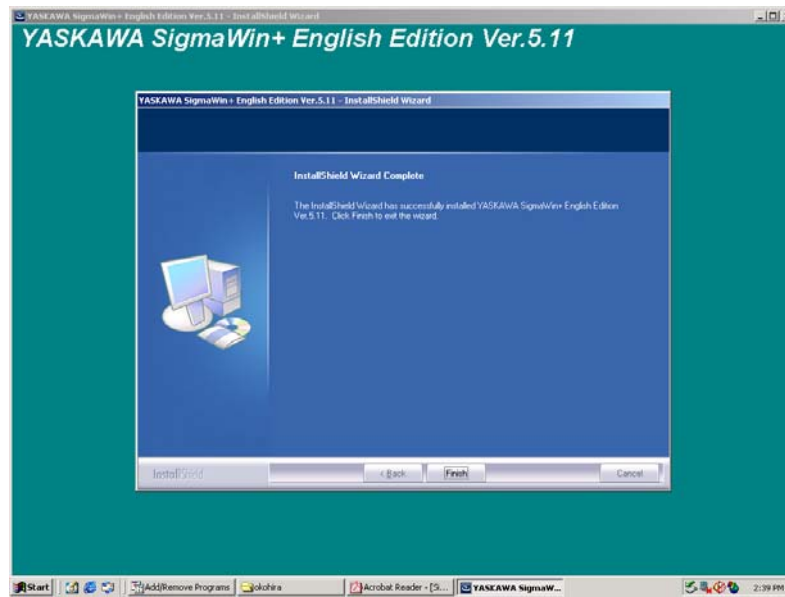 YASKAWA SigmaWin+ English Edition Ver.5.11 - InstallShield Wizard
YASKAWA SigmaWin+ English Edition Ver.5.11
YASKAWA SigmaWin+ English Edition Ver.5.11 - InstallShield Wizard
InstallShield Wizard Complete
The InstallShield Wizard has successfully installed YASKAWA SigmaWin+ English Edition
Ver.5.11. Click Finish to exit the wizard.
InstallShield
< Back
Finish
Cancel
Start
Add/Remove Programs
jokohira
Acrobat Reader - [Si...
YASKAWA SigmaW...
2:39 PM